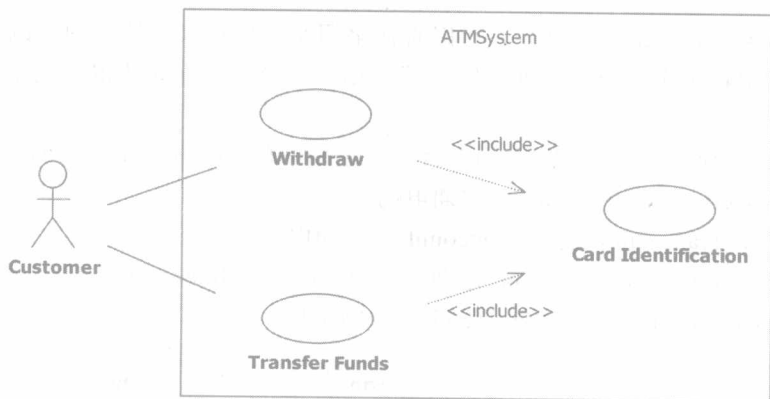 ATMSystem
Withdraw
<<include>>
Customer
Card Identification
<<include>>
Transfer Funds